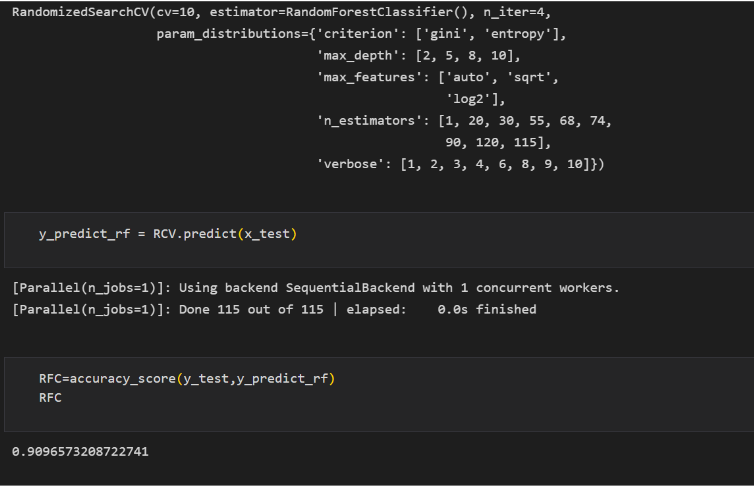 RandomizedSearchCV(cv=10, estimator=RandomForestClassifier(), n_iter=4,
param_distributions={'criterion': ['gini', 'entropy'],
'max_depth': [2, 5, 8, 10],
'max_features': ['auto', 'sqrt',
'log2'],
'n_estimators': [1, 20, 30, 55, 68, 74,
90, 120, 115],
'verbose': [1, 2, 3, 4, 6, 8, 9, 10]})
y_predict_rf = RCV.predict(x_test)
[Parallel(n_jobs=1)]: Using backend SequentialBackend with 1 concurrent workers.
[Parallel(n_jobs=1)]: Done 115 out of 115 | elapsed:    0.0s finished
RFC=accuracy_score(y_test,y_predict_rf)
RFC
0.9096573208722741